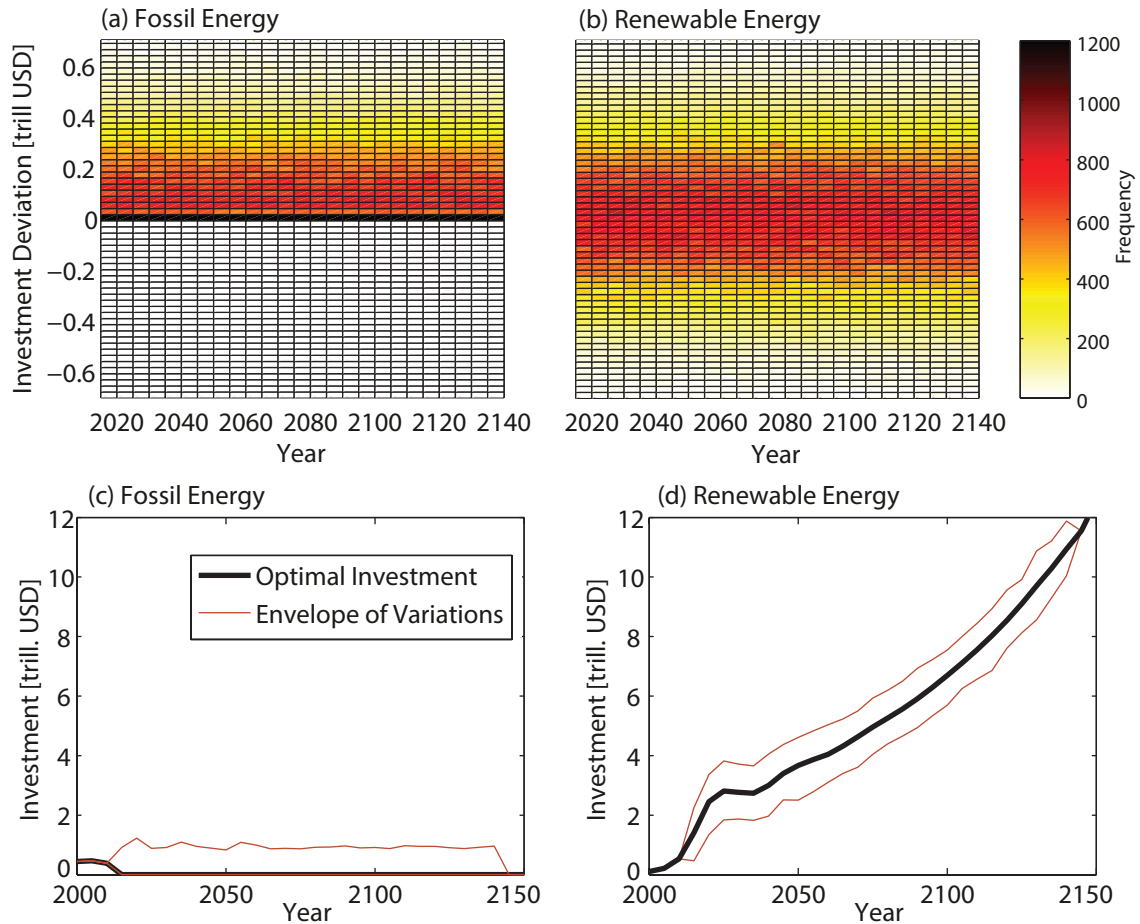 (a) Fossil Energy
(b) Renewable Energy
Investment Deviation [trill USD]
0.6
0.4
0.2
0
−0.2
−0.4
−0.6
2020 2040 2060 2080 2100 2120 2140
Year
2020 2040 2060 2080 2100 2120 2140
Year
1200
1000
800
600
400
200
0
Frequency
(c) Fossil Energy
Investment [trill. USD]
12
10
8
6
4
2
0
Optimal Investment
Envelope of Variations
2000 2050 2100 2150
Year
(d) Renewable Energy
Investment [trill. USD]
12
10
8
6
4
2
0
2000 2050 2100 2150
Year